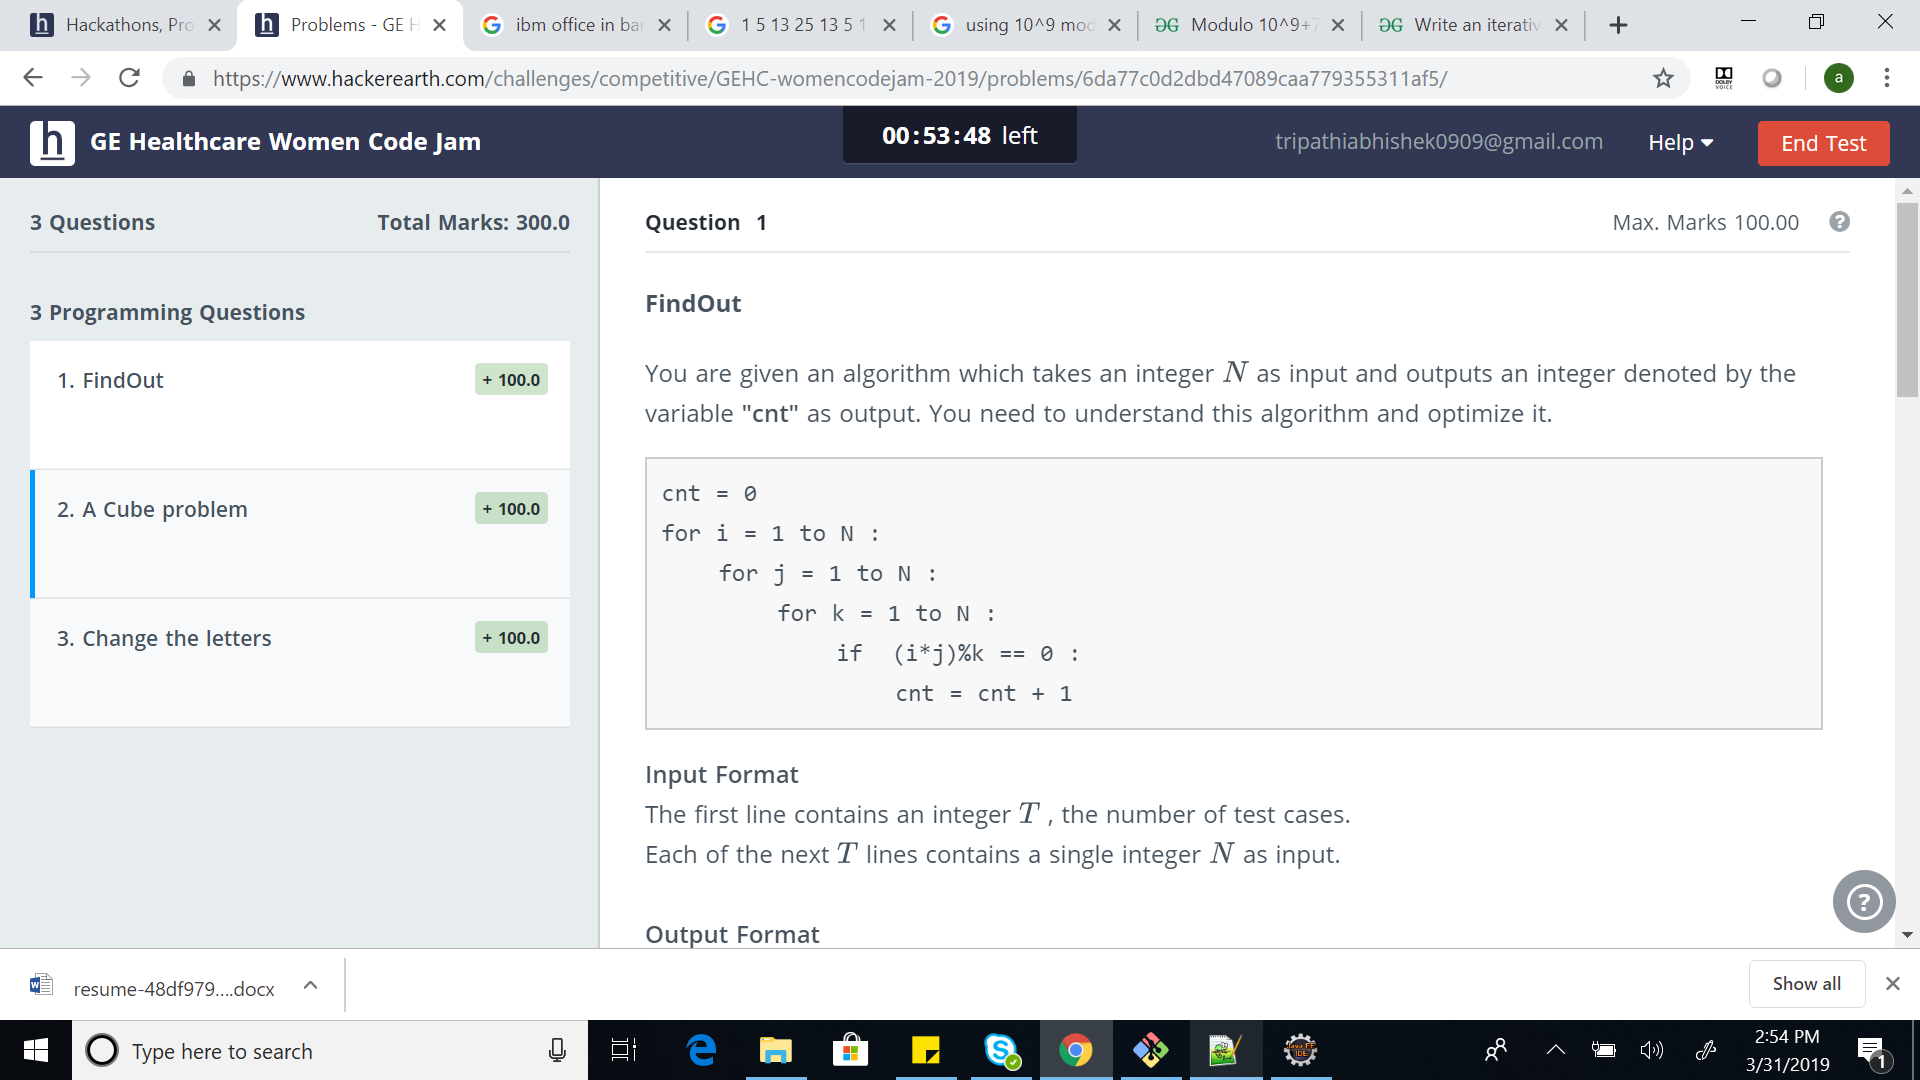 Hackathons, Pro
Problems - GE H
ibm office in ban
1 5 13 25 13 5 1
using 10^9 mod
Modulo 10^9+7
Write an iterativ
https://www.hackerearth.com/challenges/competitive/GEHC-womencodejam-2019/problems/6da77c0d2dbd47089caa779355311af5/
DOLBY
VOICE
a
h GE Healthcare Women Code Jam
00:53:48 left
tripathiabhishek0909@gmail.com
Help
End Test
3 Questions
Total Marks: 300.0
3 Programming Questions
1. FindOut
+ 100.0
2. A Cube problem
+ 100.0
3. Change the letters
+ 100.0
Question 1
Max. Marks 100.00
?
FindOut
You are given an algorithm which takes an integer N as input and outputs an integer denoted by the
variable "cnt" as output. You need to understand this algorithm and optimize it.
cnt = 0
for i = 1 to N :
for j = 1 to N :
for k = 1 to N :
if (i*j)%k == 0 :
cnt = cnt + 1
Input Format
The first line contains an integer T , the number of test cases.
Each of the next T lines contains a single integer N as input.
Output Format
?
resume-48df979....docx
Show all
Type here to search
2:54 PM
3/31/2019
1